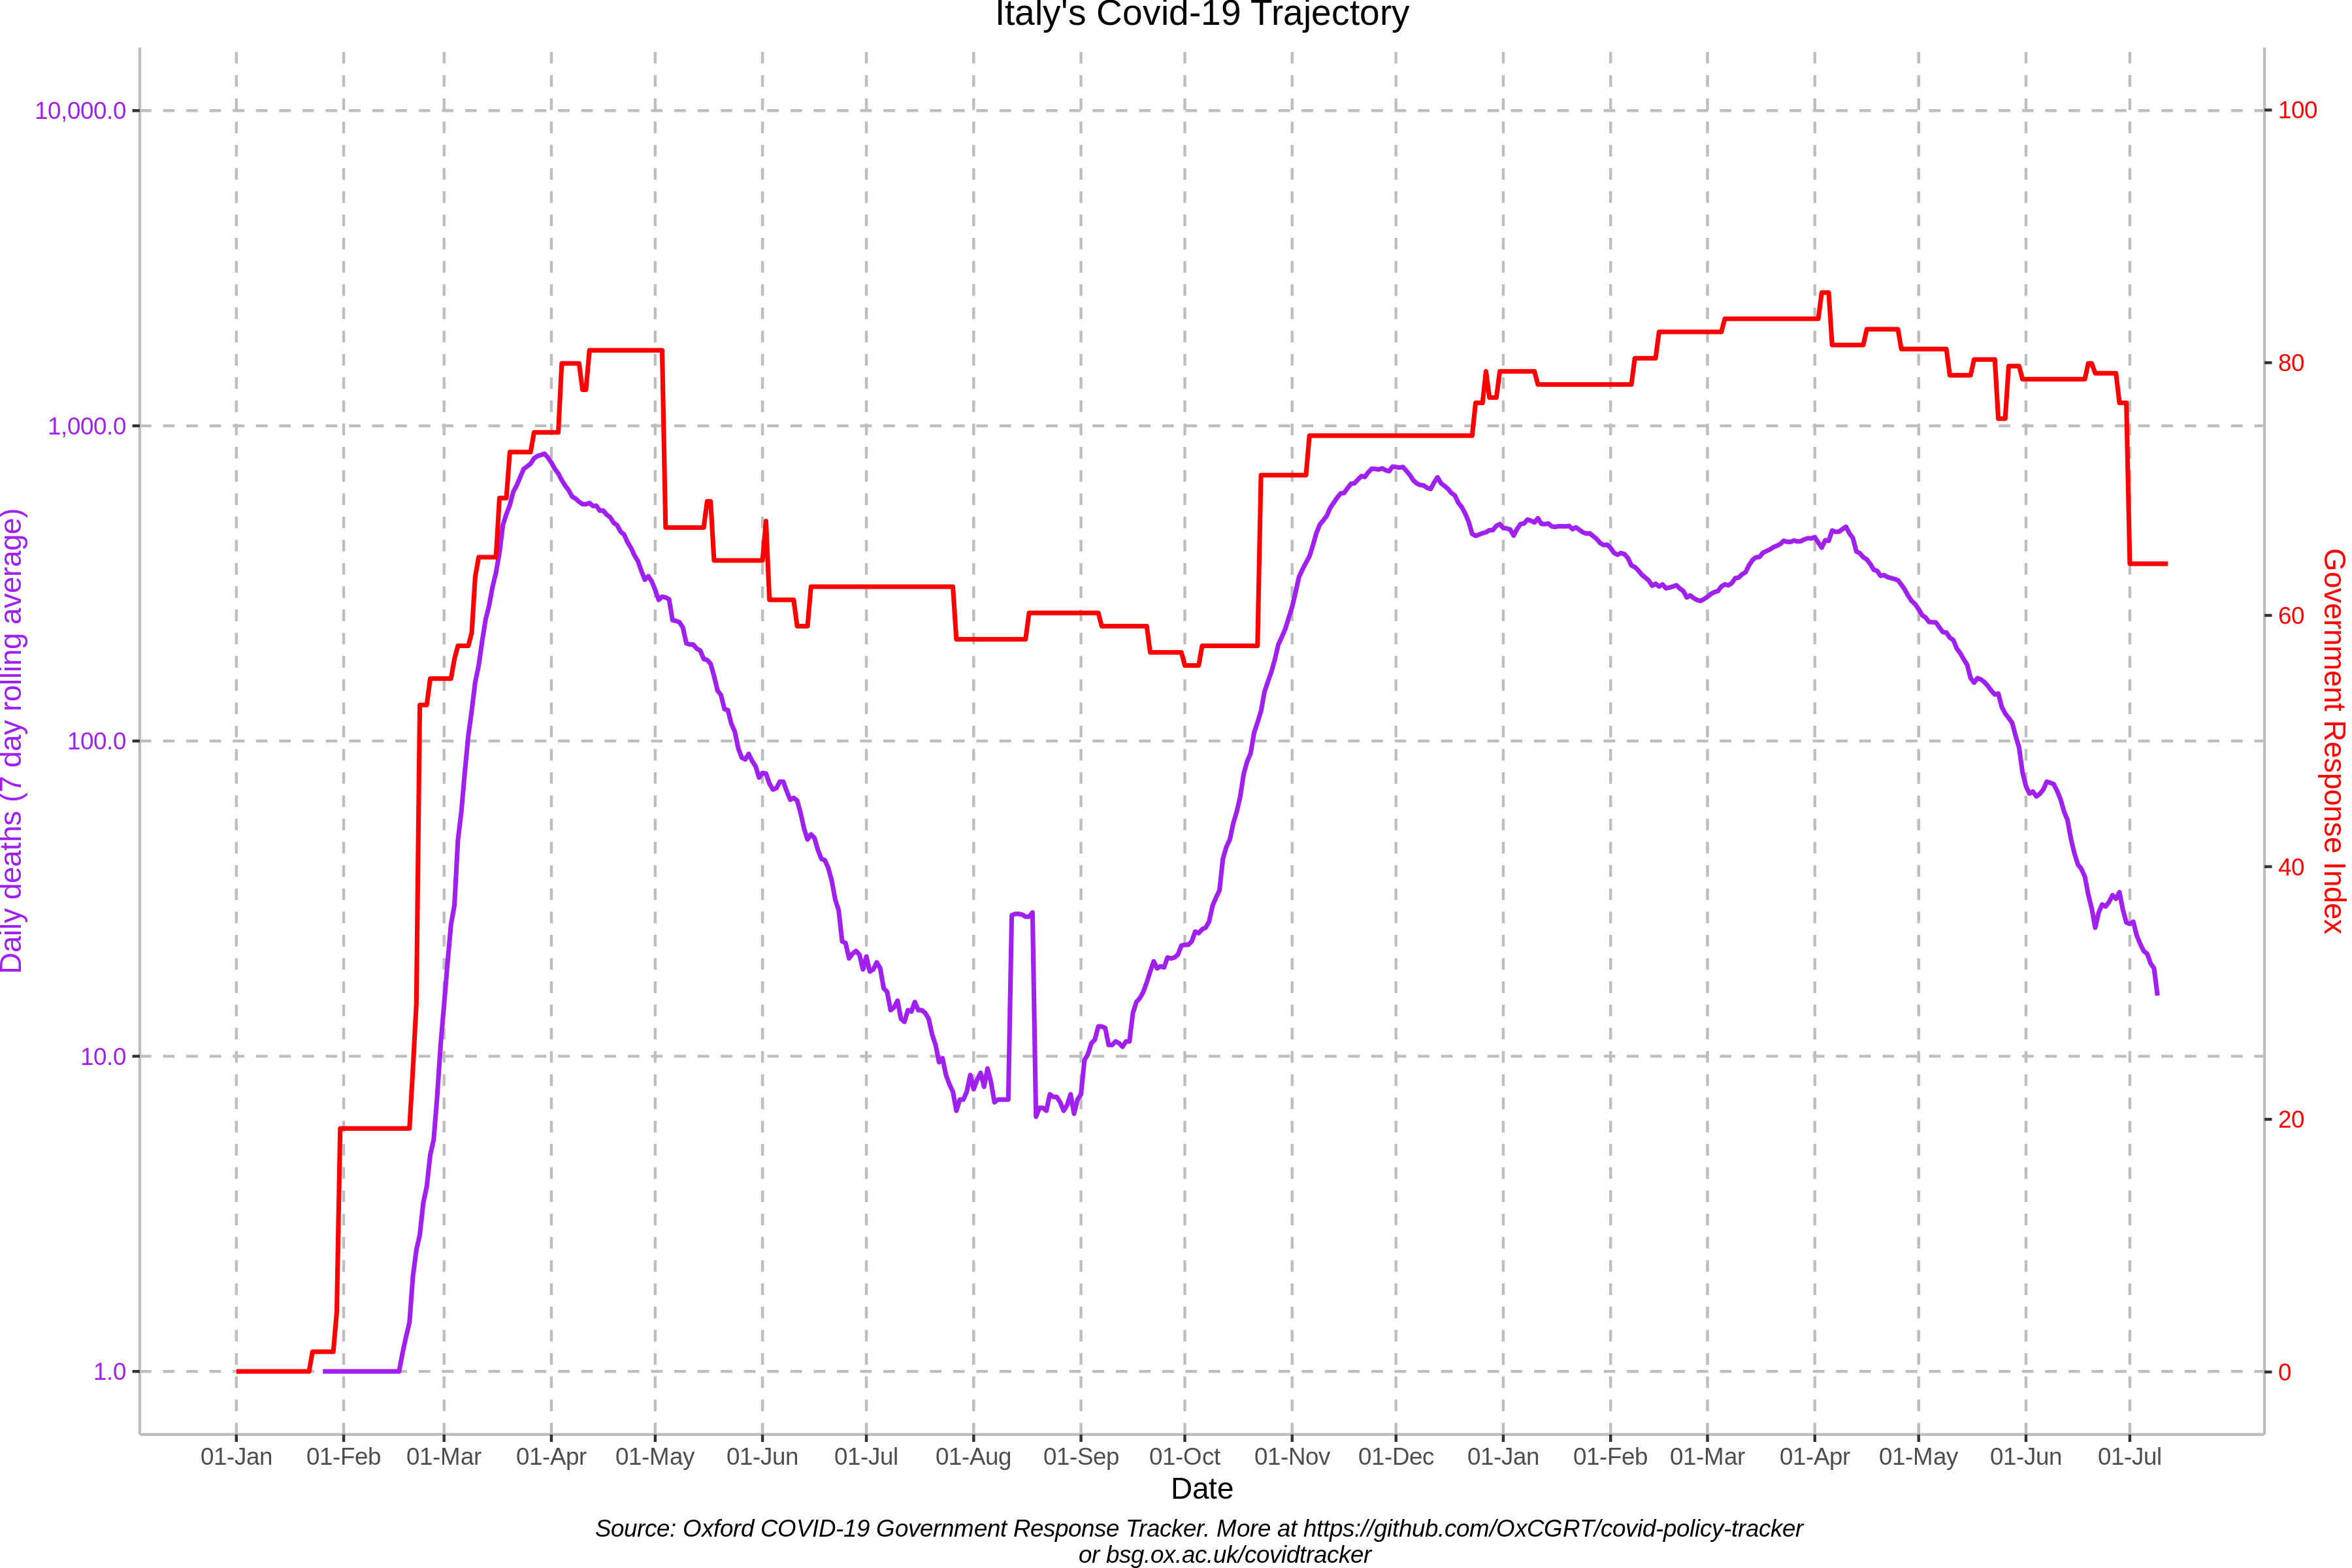 Italy's Covid-19 Trajectory
10,000.0
1,000.0
100.0
10.0
1.0
Daily deaths (7 day rolling average)
100
80
60
40
20
0
Government Response Index
01-Jan 01-Feb 01-Mar 01-Apr 01-May 01-Jun 01-Jul 01-Aug 01-Sep 01-Oct 01-Nov 01-Dec 01-Jan 01-Feb 01-Mar 01-Apr 01-May 01-Jun 01-Jul
Date
Source: Oxford COVID-19 Government Response Tracker. More at https://github.com/OxCGRT/covid-policy-tracker
or bsg.ox.ac.uk/covidtracker